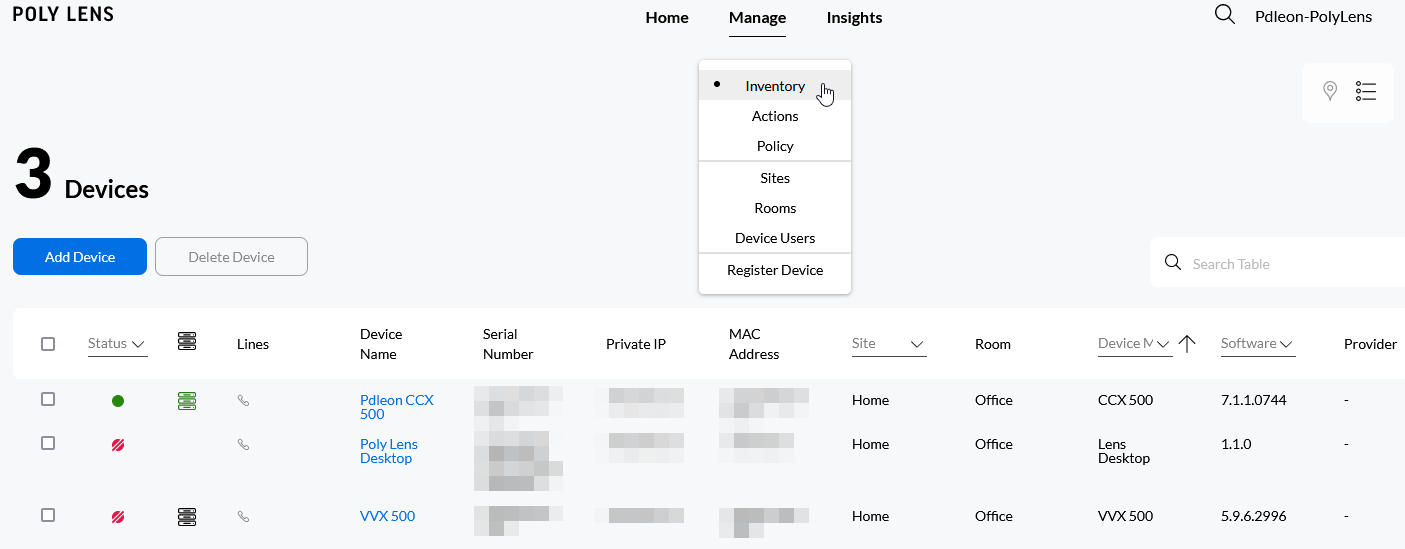 POLY LENS
Home Manage Insights
Pdleon-PolyLens
Inventory
Actions
Policy
Sites
Rooms
Device Users
Register Device
3 Devices
Add Device Delete Device
Search Table
Status Lines Device Name Serial Number Private IP MAC Address Site Room Device M Software Provider
Pdleon CCX 500 Home Office CCX 500 7.1.1.0744 -
Poly Lens Desktop Home Office Lens Desktop 1.1.0 -
VVX 500 Home Office VVX 500 5.9.6.2996 -